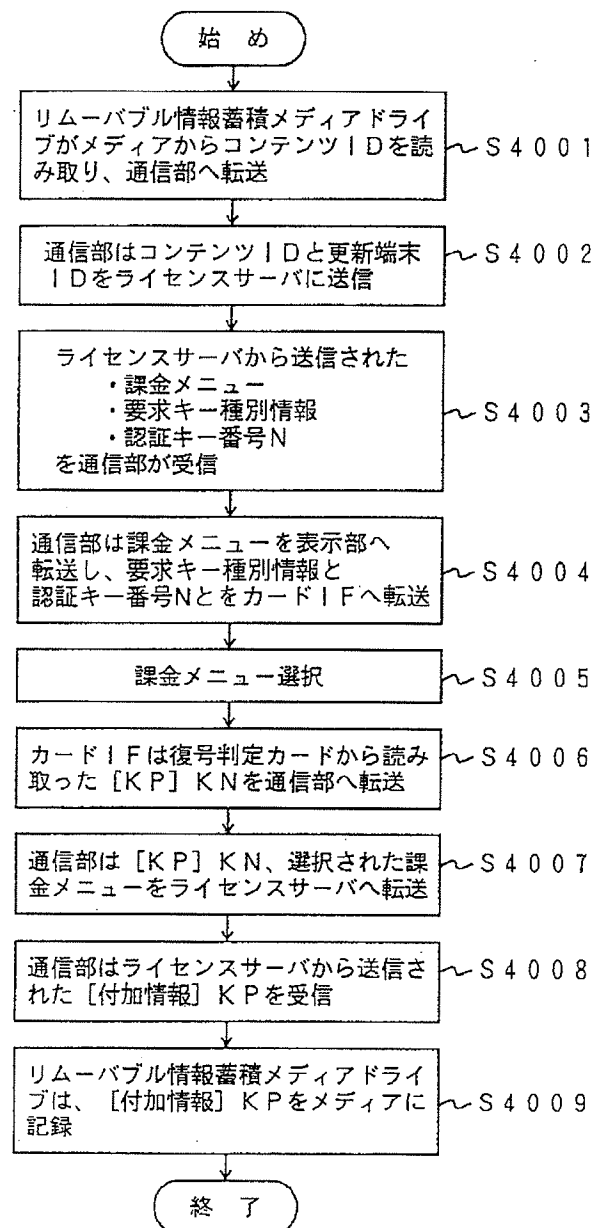 始 め
リムーバブル情報蓄積メディアドライ
ブがメディアからコンテンツIDを読
み取り、通信部へ転送
S4001
通信部はコンテンツIDと更新端末
IDをライセンスサーバに送信
S4002
ライセンスサーバから送信された
・課金メニュー
・要求キー種別情報
・認証キー番号N
を通信部が受信
S4003
通信部は課金メニューを表示部へ
転送し、要求キー種別情報と
認証キー番号NとをカードIFへ転送
S4004
課金メニュー選択
S4005
カードIFは復号判定カードから読み
取った[KP]KNを通信部へ転送
S4006
通信部は[KP]KN、選択された課
金メニューをライセンスサーバへ転送
S4007
通信部はライセンスサーバから送信さ
れた[付加情報]KPを受信
S4008
リムーバブル情報蓄積メディアドライ
ブは、[付加情報]KPをメディアに
記録
S4009
終 了